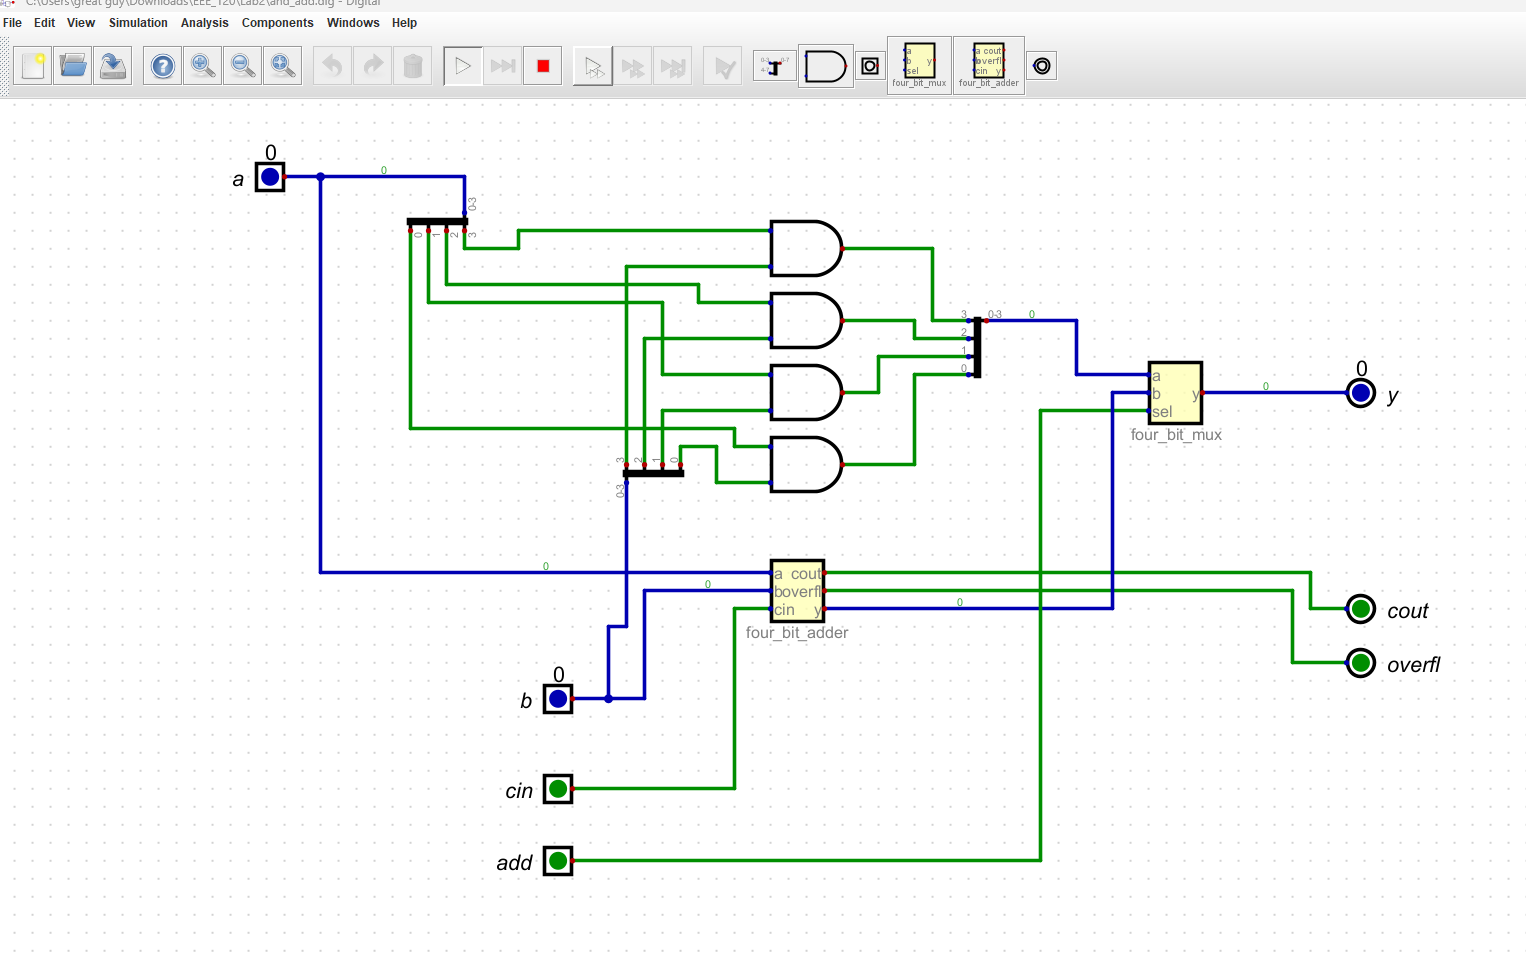 C:\Users\great guy\Downloads\EEE_120\Lab2\and_add.dig - Digital
File Edit View Simulation Analysis Components Windows Help
a b sel y four_bit_mux
a cout b overfl cin y four_bit_adder
0
a
0
0-3
0 1 2 3
3 0-3 0
2
1
0
a
b y
sel
four_bit_mux
0
0
y
3 2 1 0
0-3
0
0
a cout
boverfl
cin y
four_bit_adder
0
cout
overfl
0
b
cin
add